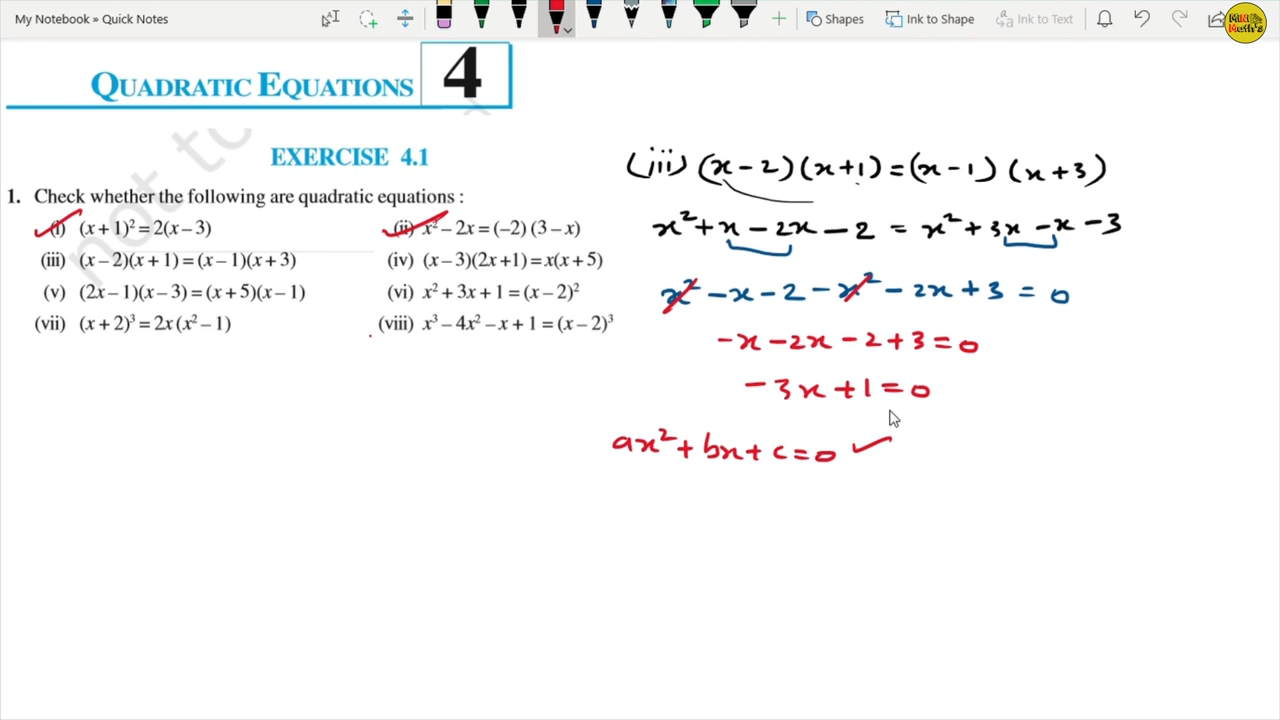 My Notebook » Quick Notes
Shapes
Ink to Shape
Ink to Text
MiNi Math's
QUADRATIC EQUATIONS 4
EXERCISE 4.1
1. Check whether the following are quadratic equations :
(i) (x + 1)² = 2(x – 3) (ii) x² – 2x = (–2) (3 – x)
(iii) (x – 2)(x + 1) = (x – 1)(x + 3) (iv) (x – 3)(2x +1) = x(x + 5)
(v) (2x – 1)(x – 3) = (x + 5)(x – 1) (vi) x² + 3x + 1 = (x – 2)²
(vii) (x + 2)³ = 2x (x² – 1) (viii) x³ – 4x² – x + 1 = (x – 2)³
not to
(iii) (x – 2) (x + 1) = (x – 1) (x + 3)
x² + x – 2x – 2 = x² + 3x – x – 3
x² – x – 2 – x² – 2x + 3 = 0
–x – 2x – 2 + 3 = 0
–3x + 1 = 0
ax² + bx + c = 0 ✓